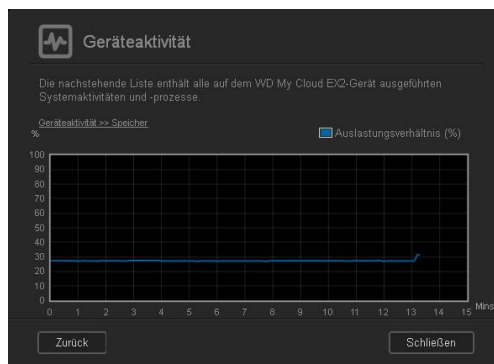 Geräteaktivität
Die nachstehende Liste enthält alle auf dem WD My Cloud EX2-Gerät ausgeführten
Systemaktivitäten und -prozesse.
Geräteaktivität >> Speicher
%
Auslastungsverhältnis (%)
100
90
80
70
60
50
40
30
20
10
0
0 1 2 3 4 5 6 7 8 9 10 11 12 13 14 15 Mins
Zurück
Schließen